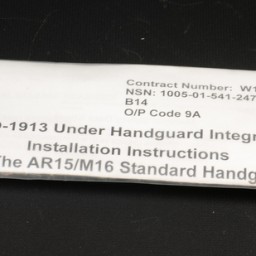 Contract Number: W1
NSN: 1005-01-541-247
B14
O/P Code 9A
-1913 Under Handguard Integr
Installation Instructions
The AR15/M16 Standard Handg